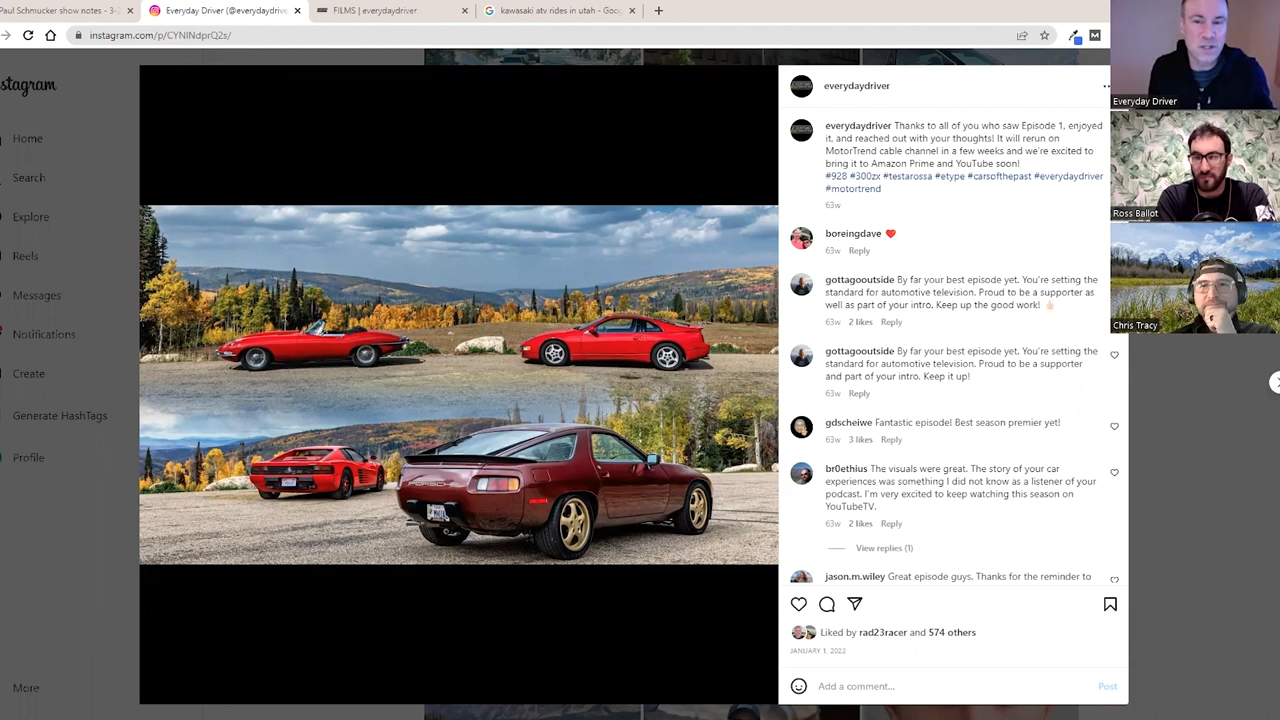 Paul Schmucker show notes - 3-2
Everyday Driver (@everydaydrive
FILMS | everydaydriver
kawasaki atv rides in utah - Goog
instagram.com/p/CYNINdprQ2s/
stagram
Home
Search
Explore
Reels
Messages
Notifications
Create
Generate HashTags
Profile
More
PORSCHE
everydaydriver
everydaydriver Thanks to all of you who saw Episode 1, enjoyed
it, and reached out with your thoughts! It will rerun on
MotorTrend cable channel in a few weeks and we're excited to
bring it to Amazon Prime and YouTube soon!
#928 #300zx #testarossa #etype #carsofthepast #everydaydriver
#motortrend
63w
boreingdave ❤️
63w Reply
gottagooutside By far your best episode yet. You're setting the
standard for automotive television. Proud to be a supporter as
well as part of your intro. Keep up the good work! 👍🏻
63w 2 likes Reply
gottagooutside By far your best episode yet. You're setting the
standard for automotive television. Proud to be a supporter
and part of your intro. Keep it up!
63w Reply
gdscheiwe Fantastic episode! Best season premier yet!
63w 3 likes Reply
br0ethius The visuals were great. The story of your car
experiences was something I did not know as a listener of your
podcast. I'm very excited to keep watching this season on
YouTubeTV.
63w 2 likes Reply
View replies (1)
jason.m.wiley Great episode guys. Thanks for the reminder to
Liked by rad23racer and 574 others
JANUARY 1, 2022
Add a comment...
Post
Everyday Driver
Ross Ballot
Chris Tracy